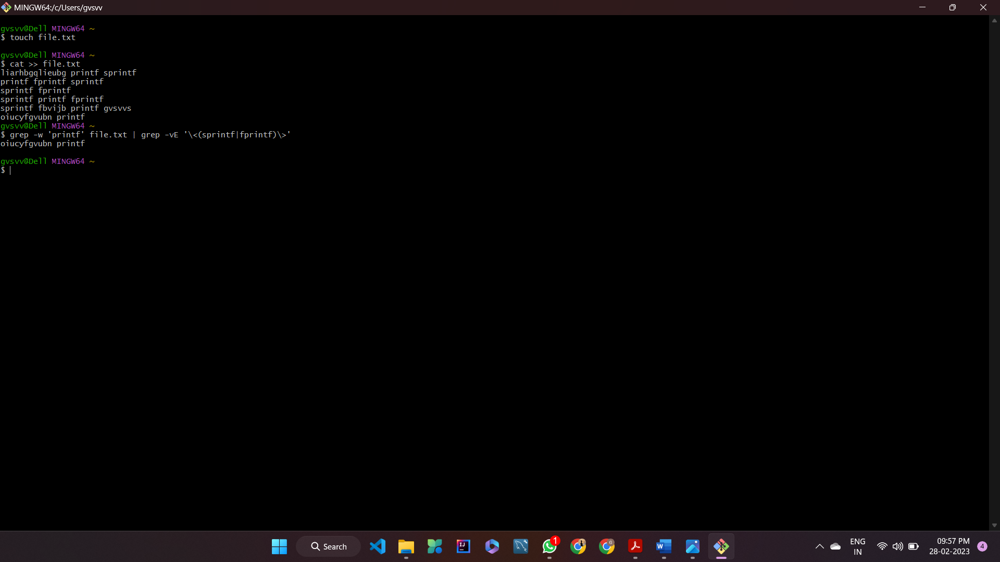 MINGW64:/c/Users/gvsvv
gvsvv@Dell MINGW64 ~
$ touch file.txt
gvsvv@Dell MINGW64 ~
$ cat >> file.txt
liarhbgqlieubg printf sprintf
printf fprintf sprintf
sprintf fprintf
sprintf printf fprintf
sprintf fbvijb printf gvsvvs
oiucyfgvubn printf
gvsvv@Dell MINGW64 ~
$ grep -w 'printf' file.txt | grep -vE '\<(sprintf|fprintf)\>'
oiucyfgvubn printf
gvsvv@Dell MINGW64 ~
$
Search
IJ
W
1
G
ENG
IN
09:57 PM
28-02-2023
4